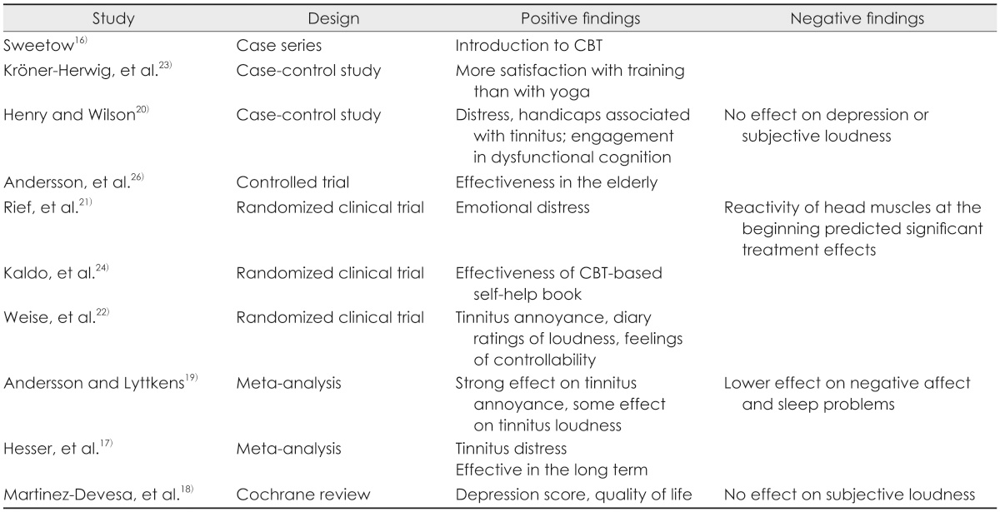 Study Design Positive findings Negative findings
Sweetow16) Case series Introduction to CBT
Kröner-Herwig, et al.23) Case-control study More satisfaction with training
than with yoga
Henry and Wilson20) Case-control study Distress, handicaps associated No effect on depression or
with tinnitus; engagement subjective loudness
in dysfunctional cognition
Andersson, et al.26) Controlled trial Effectiveness in the elderly
Rief, et al.21) Randomized clinical trial Emotional distress Reactivity of head muscles at the
beginning predicted significant
treatment effects
Kaldo, et al.24) Randomized clinical trial Effectiveness of CBT-based
self-help book
Weise, et al.22) Randomized clinical trial Tinnitus annoyance, diary
ratings of loudness, feelings
of controllability
Andersson and Lyttkens19) Meta-analysis Strong effect on tinnitus Lower effect on negative affect
annoyance, some effect and sleep problems
on tinnitus loudness
Hesser, et al.17) Meta-analysis Tinnitus distress
Effective in the long term
Martinez-Devesa, et al.18) Cochrane review Depression score, quality of life No effect on subjective loudness